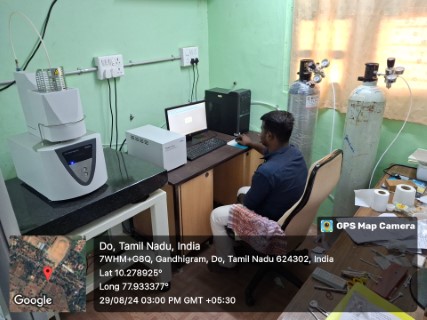 GPS Map Camera
Do, Tamil Nadu, India
7WHM+G8Q, Gandhigram, Do, Tamil Nadu 624302, India
Lat 10.278925°
Long 77.933377°
29/08/24 03:00 PM GMT +05:30
Google